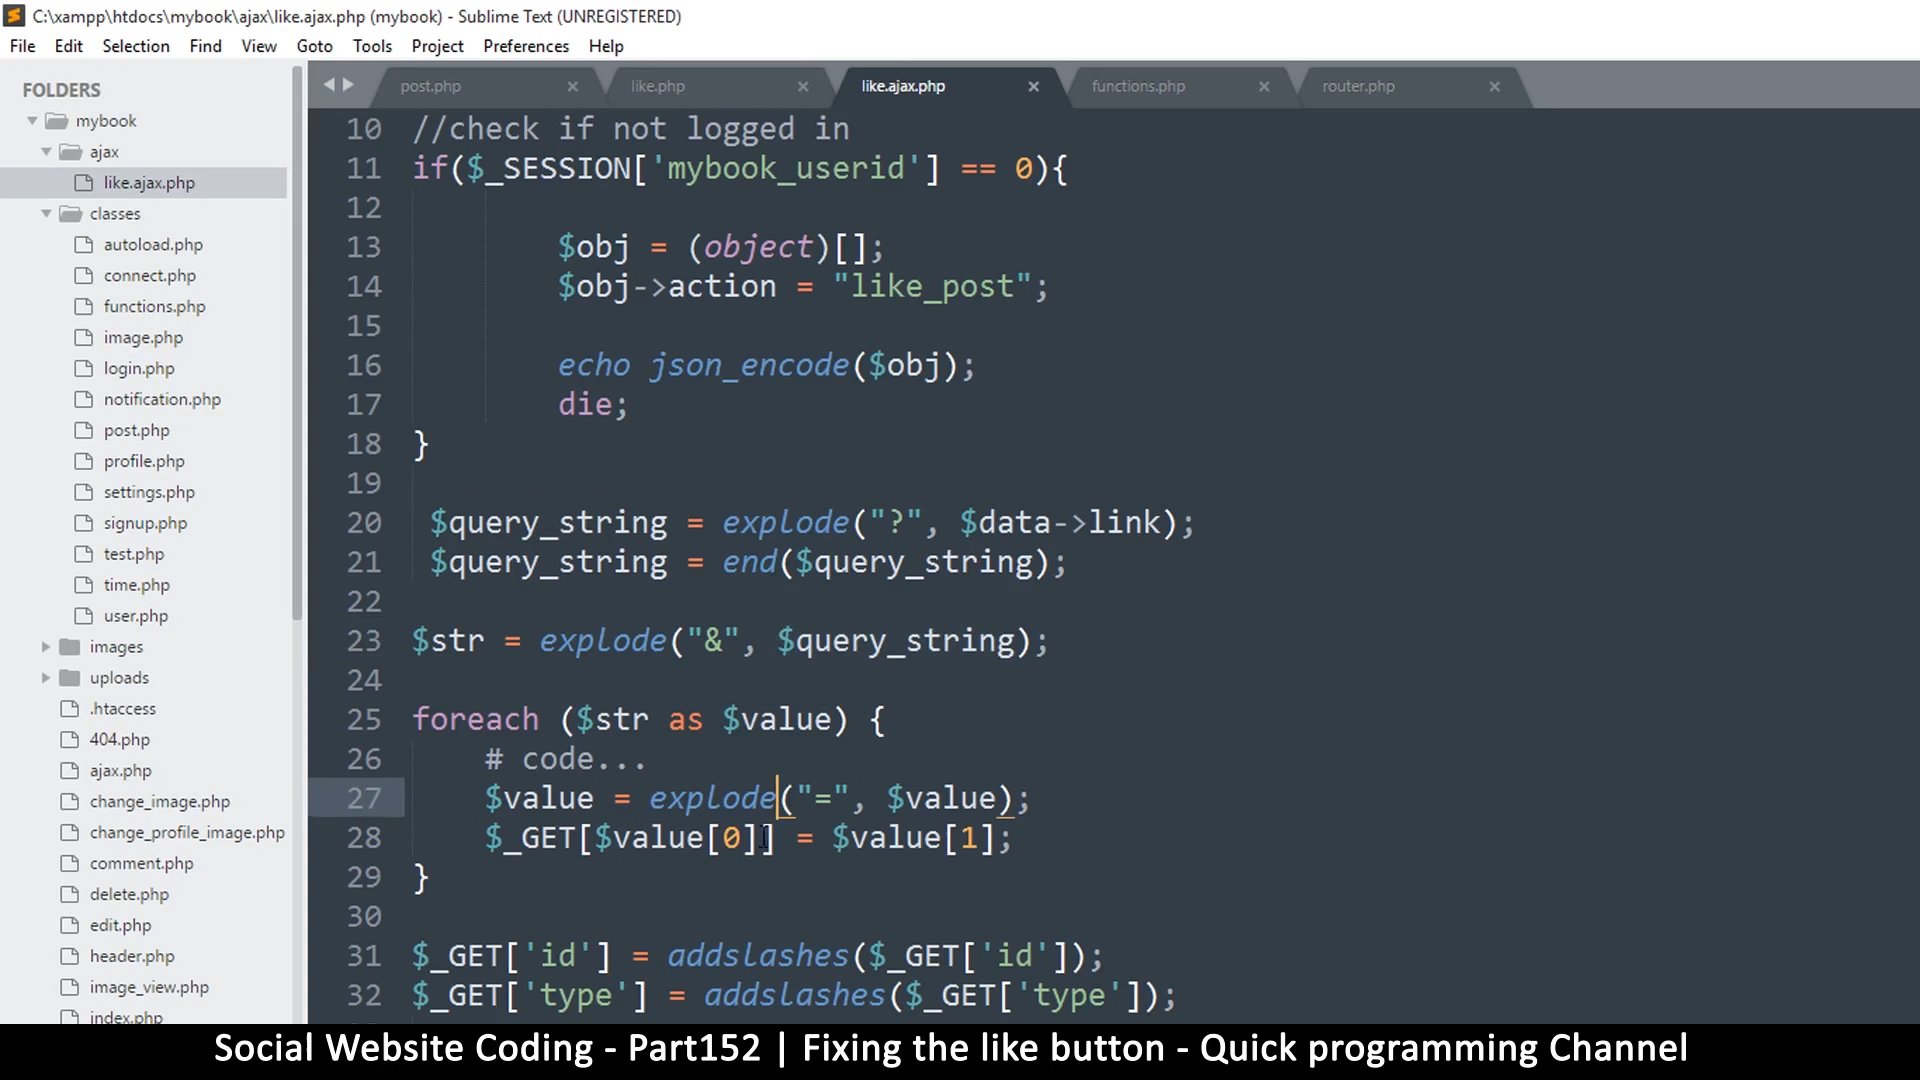 C:\xampp\htdocs\mybook\ajax\like.ajax.php (mybook) - Sublime Text (UNREGISTERED)
File Edit Selection Find View Goto Tools Project Preferences Help
FOLDERS
mybook
ajax
like.ajax.php
classes
autoload.php
connect.php
functions.php
image.php
login.php
notification.php
post.php
profile.php
settings.php
signup.php
test.php
time.php
user.php
images
uploads
.htaccess
404.php
ajax.php
change_image.php
change_profile_image.php
comment.php
delete.php
edit.php
header.php
image_view.php
index.php
post.php like.php like.ajax.php functions.php router.php
10 //check if not logged in
11 if($_SESSION['mybook_userid'] == 0){
12
13 $obj = (object)[];
14 $obj->action = "like_post";
15
16 echo json_encode($obj);
17 die;
18 }
19
20 $query_string = explode("?", $data->link);
21 $query_string = end($query_string);
22
23 $str = explode("&", $query_string);
24
25 foreach ($str as $value) {
26 # code...
27 $value = explode("=", $value);
28 $_GET[$value[0]] = $value[1];
29 }
30
31 $_GET['id'] = addslashes($_GET['id']);
32 $_GET['type'] = addslashes($_GET['type']);
Social Website Coding - Part152 | Fixing the like button - Quick programming Channel